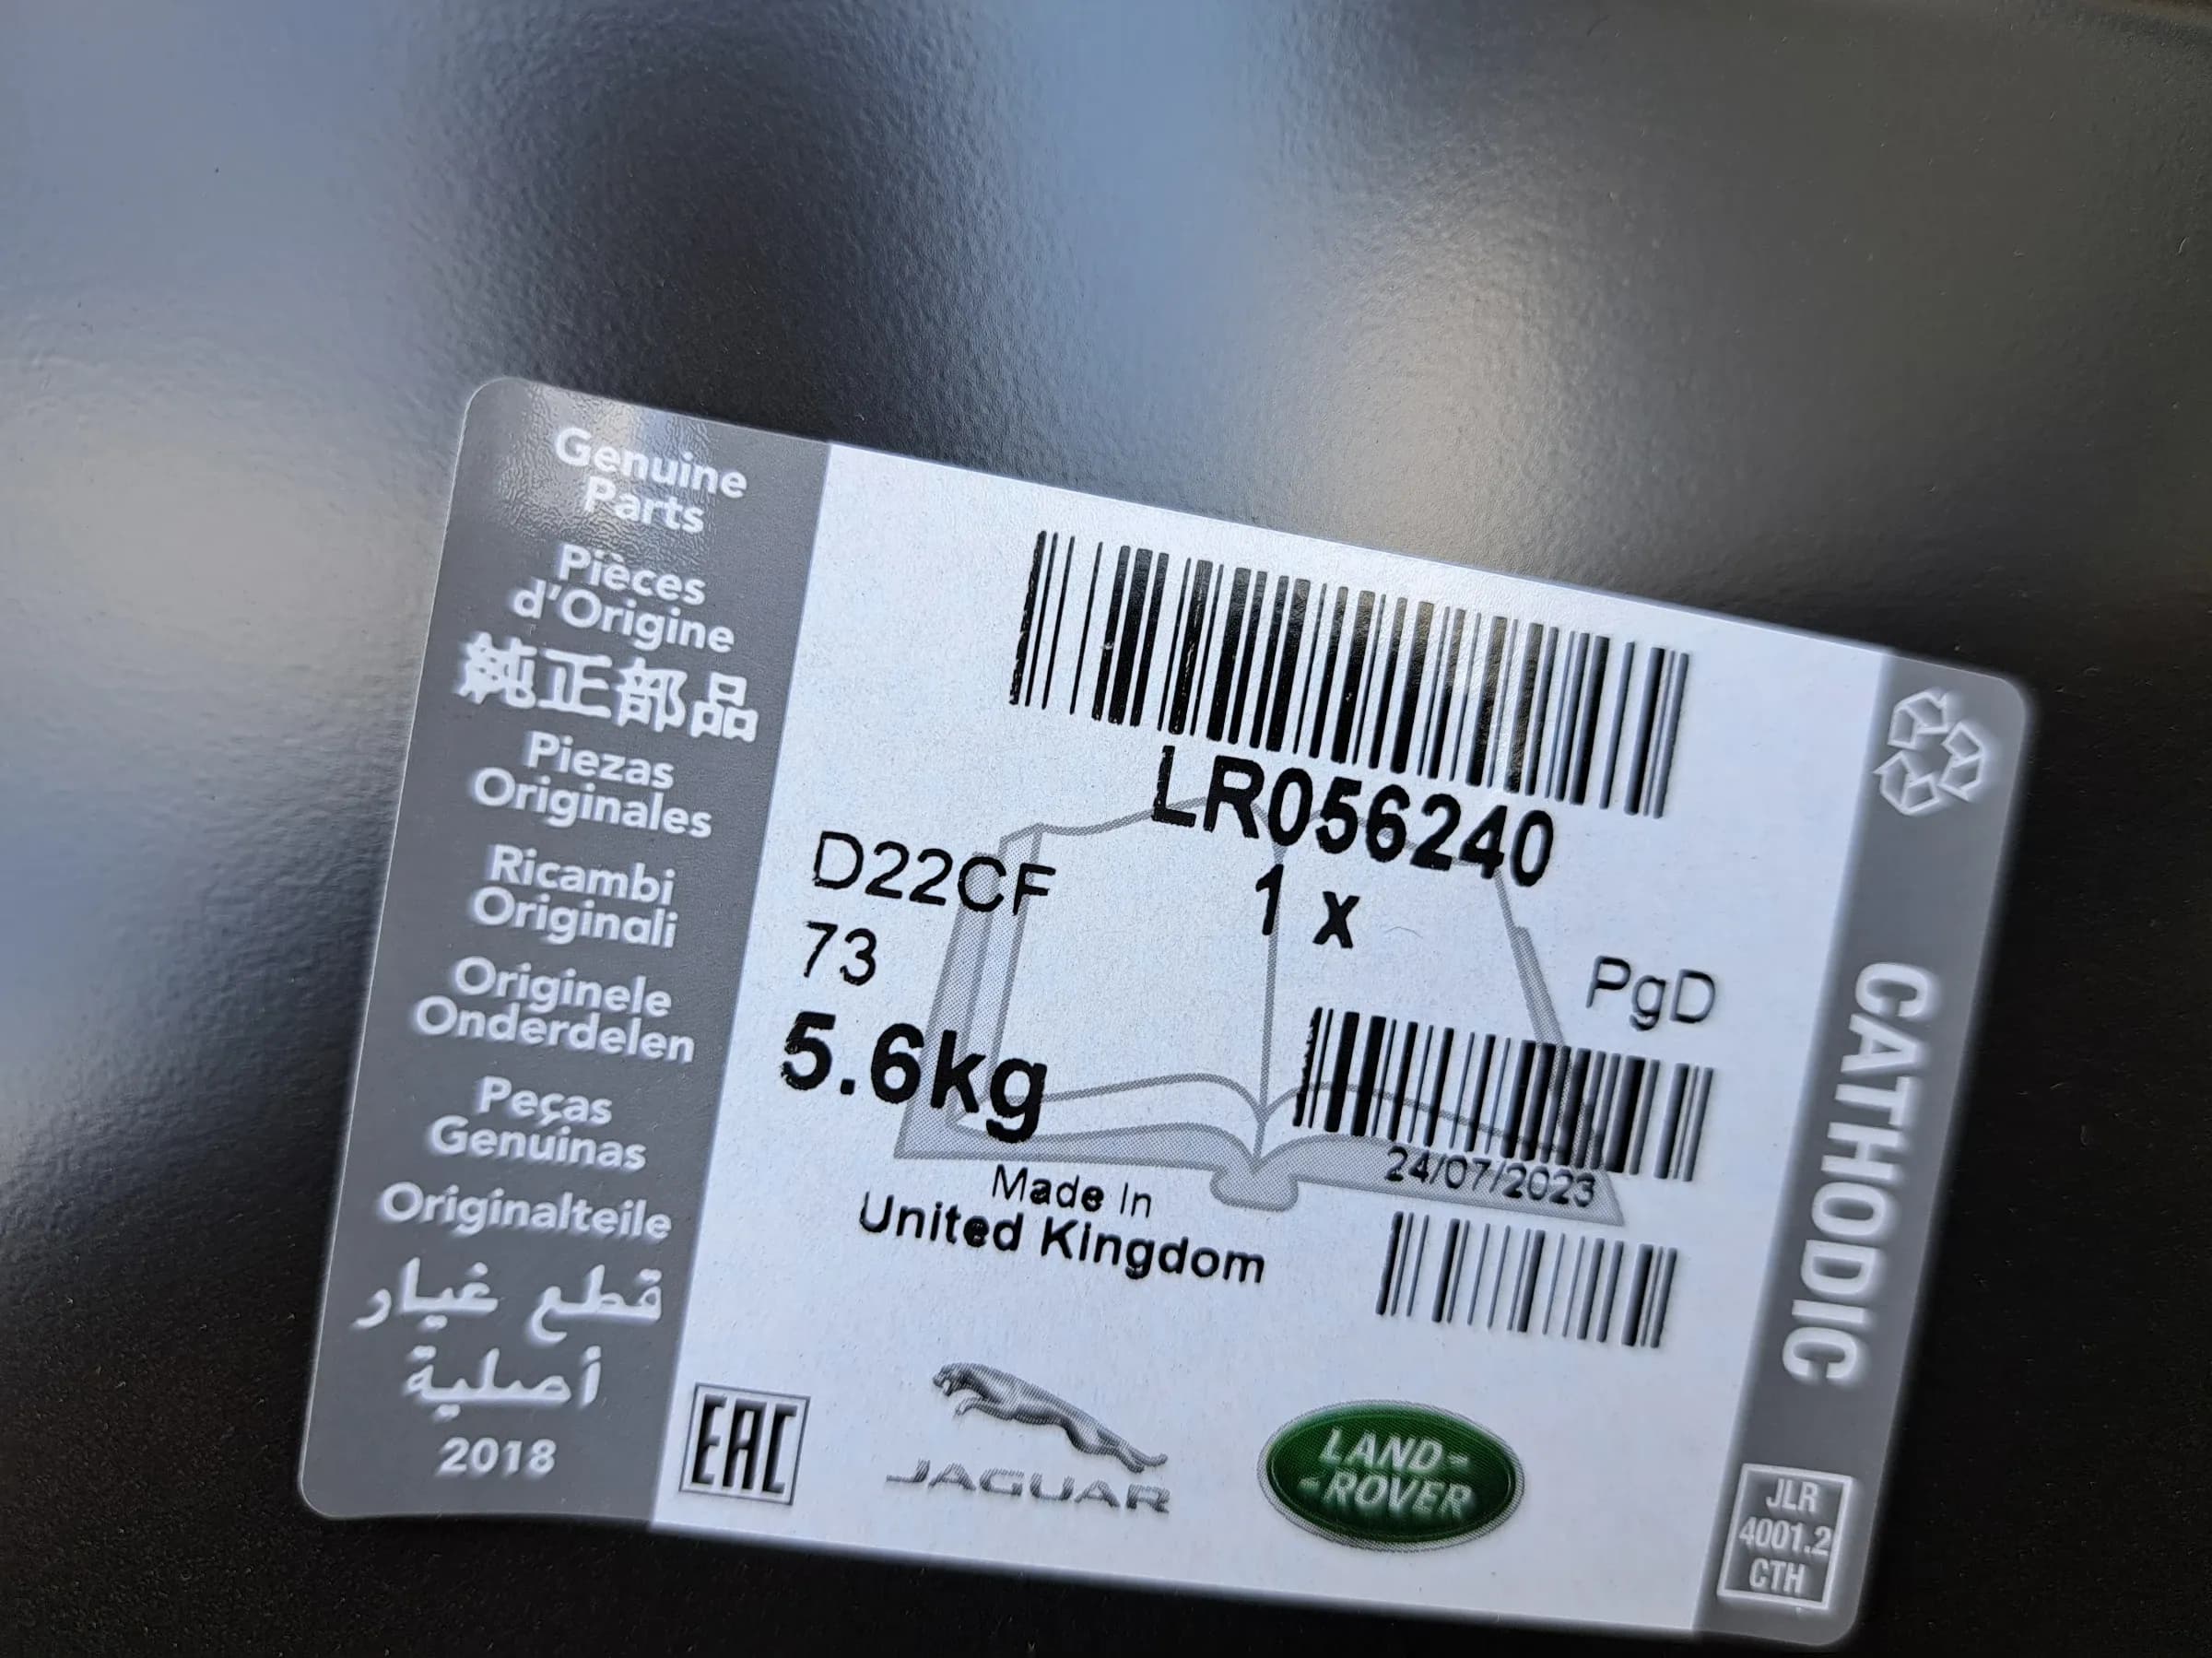 Genuine
Parts
Pièces
d'Origine
純正部品
Piezas
Originales
Ricambi
Originali
Originele
Onderdelen
Peças
Genuínas
Originalteile
قطع غيار
أصلية
2018
LR056240
1 x
D22CF
73
5.6kg
PgD
24/07/2023
Made In
United Kingdom
EAC
JAGUAR
LAND-
-ROVER
CATHODIC
JLR
4001.2
CTH